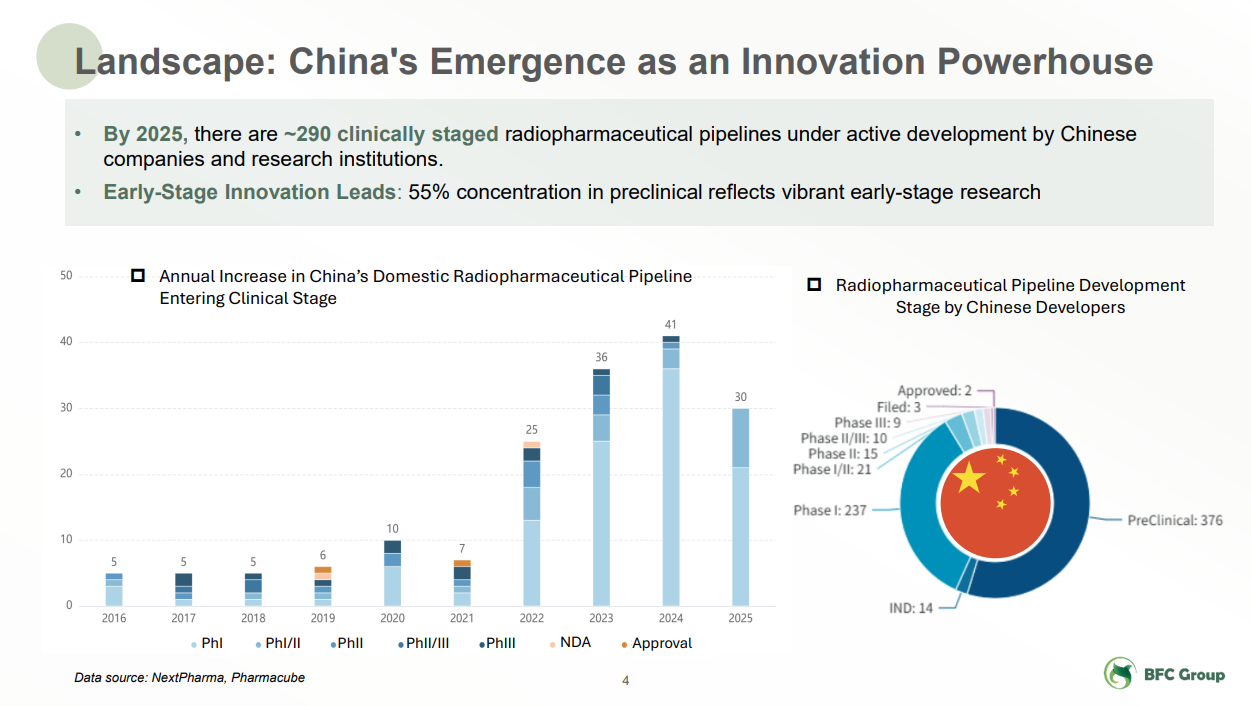 Landscape: China's Emergence as an Innovation Powerhouse
• By 2025, there are ~290 clinically staged radiopharmaceutical pipelines under active development by Chinese
companies and research institutions.
• Early-Stage Innovation Leads: 55% concentration in preclinical reflects vibrant early-stage research
Annual Increase in China’s Domestic Radiopharmaceutical Pipeline
Entering Clinical Stage
50
40
30
20
10
0
5
5
5
6
10
7
25
36
41
30
2016
2017
2018
2019
2020
2021
2022
2023
2024
2025
PhI
PhI/II
PhII
PhII/III
PhIII
NDA
Approval
Radiopharmaceutical Pipeline Development
Stage by Chinese Developers
Approved: 2
Filed: 3
Phase III: 9
Phase II/III: 10
Phase II: 15
Phase I/II: 21
Phase I: 237
PreClinical: 376
IND: 14
Data source: NextPharma, Pharmacube
4
BFC Group